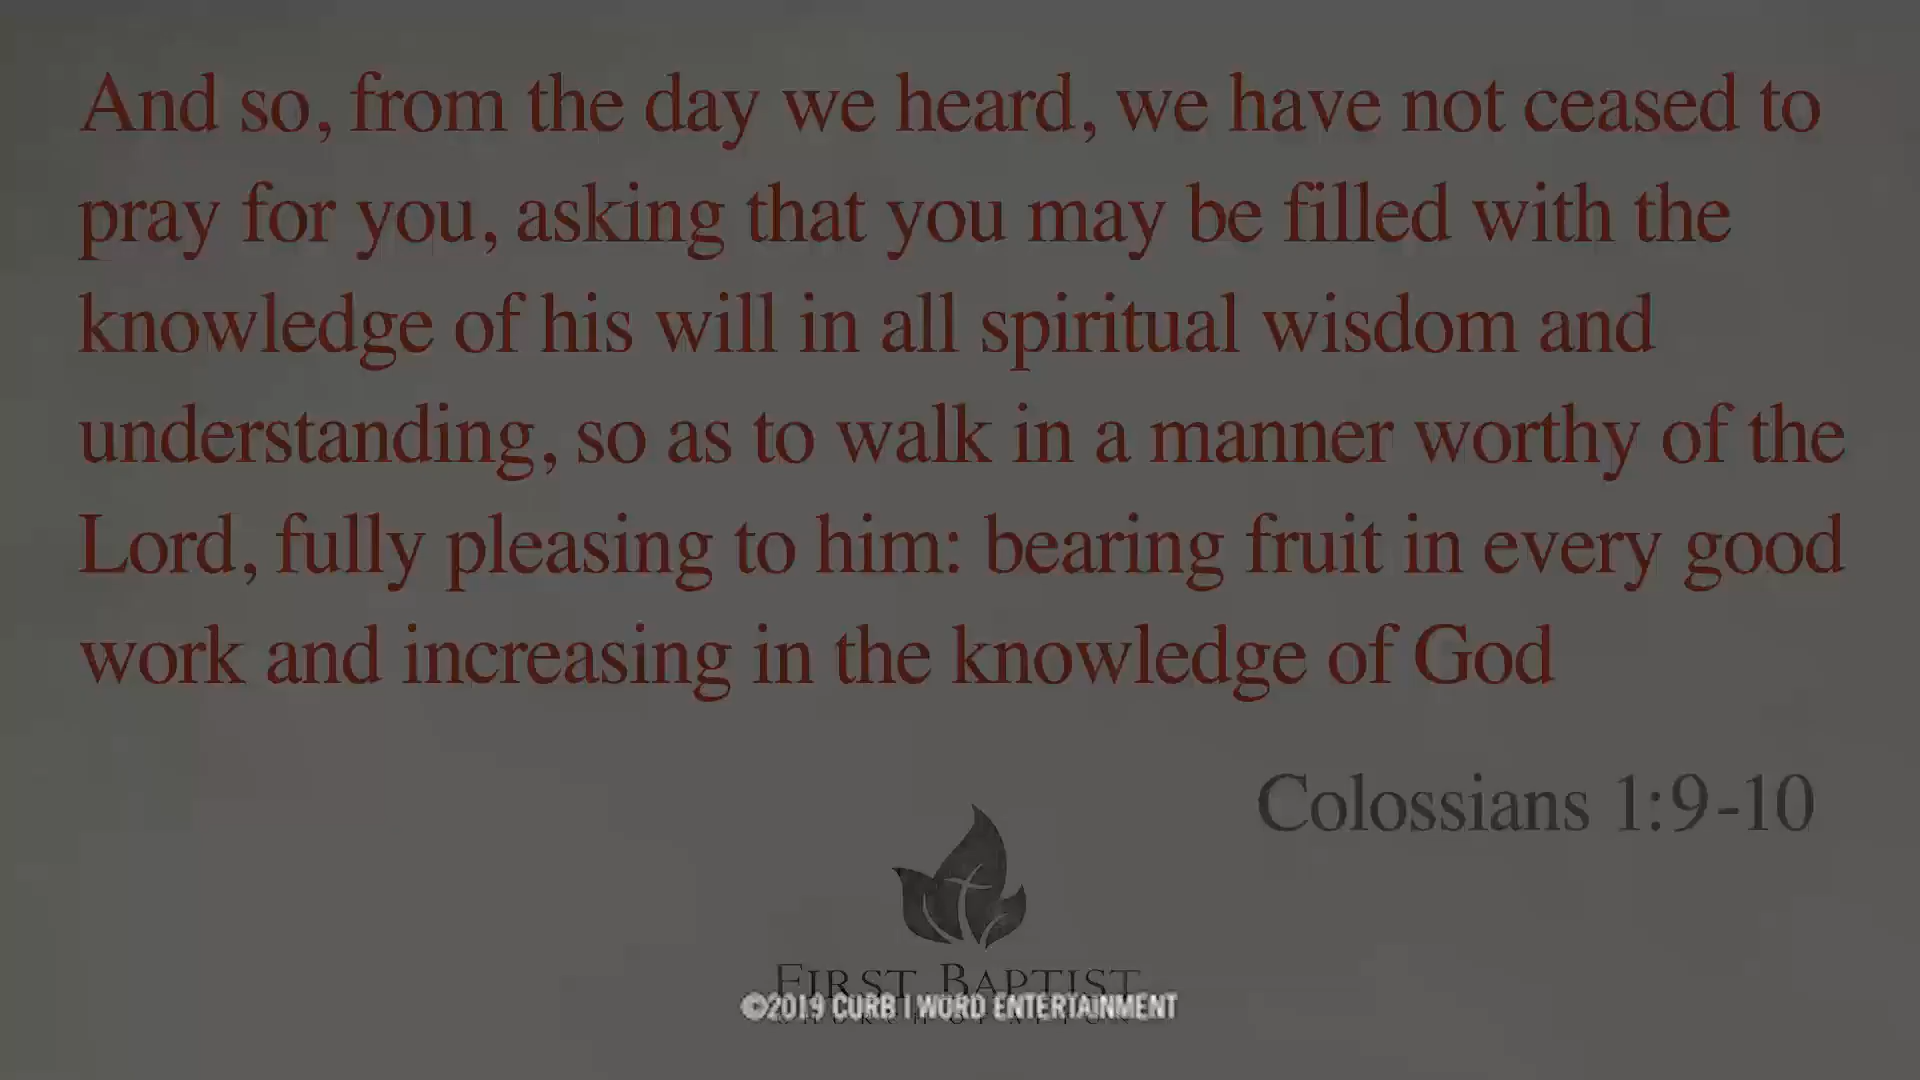 And so, from the day we heard, we have not ceased to
pray for you, asking that you may be filled with the
knowledge of his will in all spiritual wisdom and
understanding, so as to walk in a manner worthy of the
Lord, fully pleasing to him: bearing fruit in every good
work and increasing in the knowledge of God
Colossians 1:9-10
FIRST BAPTIST
©2019 CURB | WORD ENTERTAINMENT